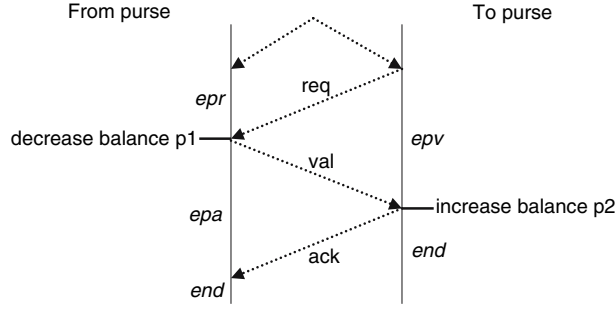 From purse To purse
req
epr
decrease balance p1 epv
val
epa increase balance p2
ack end
end